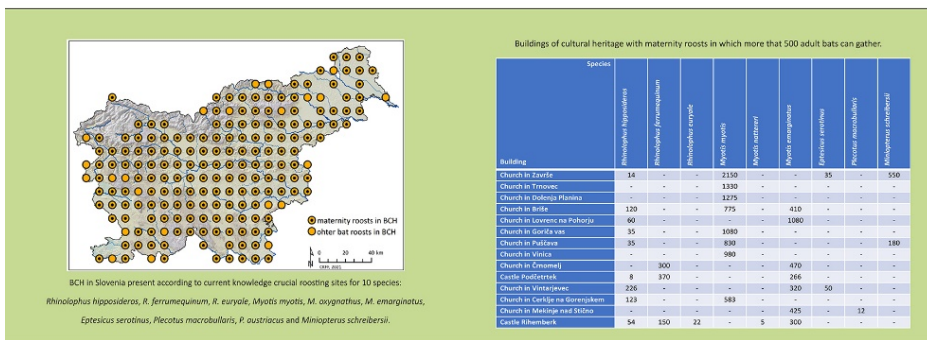 maternity roosts in BCH
ohter bat roosts in BCH
0 20 40 km
BCH in Slovenia present according to current knowledge crucial roosting sites for 10 species:
Rhinolophus hipposideros, R. ferrumequinum, R. euryale, Myotis myotis, M. oxygnathus, M. emarginatus,
Eptesicus serotinus, Plecotus macrobullaris, P. austriacus and Miniopterus schreibersii.
Buildings of cultural heritage with maternity roosts in which more that 500 adult bats can gather.
Species
Building
Rhinolophus hipposideros
Rhinolophus ferrumequinum
Rhinolophus euryale
Myotis myotis
Myotis nattereri
Myotis emarginatus
Eptesicus serotinus
Plecotus macrobullaris
Miniopterus schreibersii
Church in Završe 14 - - 2150 - - 35 - 550
Church in Trnovec - - - 1330 - - - - -
Church in Dolenja Planina - - - 1275 - - - - -
Church in Briše 120 - - 775 - 410 - - -
Church in Lovrenc na Pohorju 60 - - - - 1080 - - -
Church in Goriča vas 35 - - 1080 - - - - -
Church in Puščava 35 - - 830 - - - - 180
Church in Vinica - - - 980 - - - - -
Church in Črnomelj - 300 - - - 470 - - -
Castle Podčetrtek 8 370 - - - 266 - - -
Church in Vintarjevec 226 - - - - 320 50 - -
Church in Cerklje na Gorenjskem 123 - - 583 - - - - -
Church in Mekinje nad Stično - - - - - 425 - 12 -
Castle Rihemberk 54 150 22 - 5 300 - - -